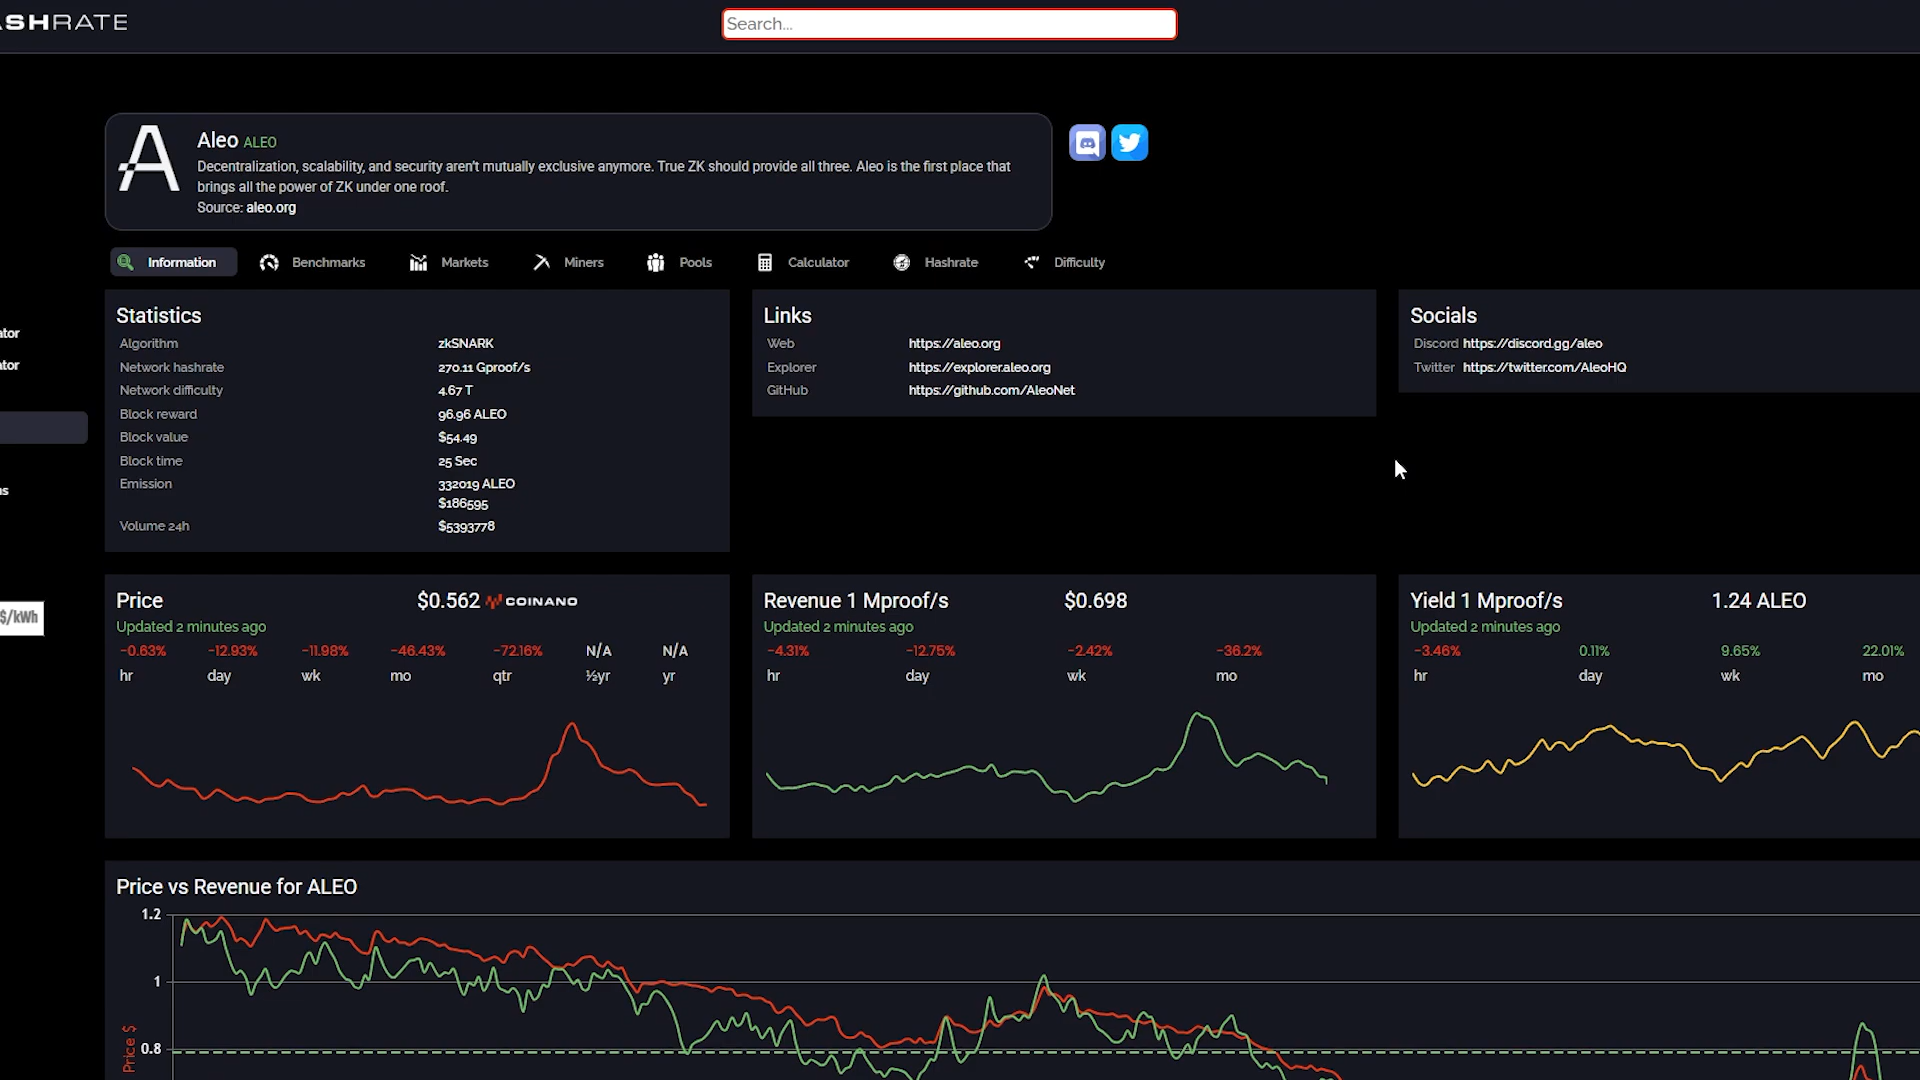 SHRATE
Search...
Aleo ALEO
Decentralization, scalability, and security aren't mutually exclusive anymore. True ZK should provide all three. Aleo is the first place that
brings all the power of ZK under one roof.
Source: aleo.org
Information Benchmarks Markets Miners Pools Calculator Hashrate Difficulty
ator
ator
s
$/kWh
Statistics
Algorithm zkSNARK
Network hashrate 270.11 Gproof/s
Network difficulty 4.67 T
Block reward 96.96 ALEO
Block value $54.49
Block time 25 Sec
Emission 332019 ALEO
$186595
Volume 24h $5393778
Links
Web https://aleo.org
Explorer https://explorer.aleo.org
GitHub https://github.com/AleoNet
Socials
Discord https://discord.gg/aleo
Twitter https://twitter.com/AleoHQ
Price $0.562 COINANO
Updated 2 minutes ago
-0.63% -12.93% -11.98% -46.43% -72.16% N/A N/A
hr day wk mo qtr ½yr yr
Revenue 1 Mproof/s $0.698
Updated 2 minutes ago
-4.31% -12.75% -2.42% -36.2%
hr day wk mo
Yield 1 Mproof/s 1.24 ALEO
Updated 2 minutes ago
-3.46% 0.11% 9.65% 22.01%
hr day wk mo
Price vs Revenue for ALEO
1.2
1
0.8
Price $